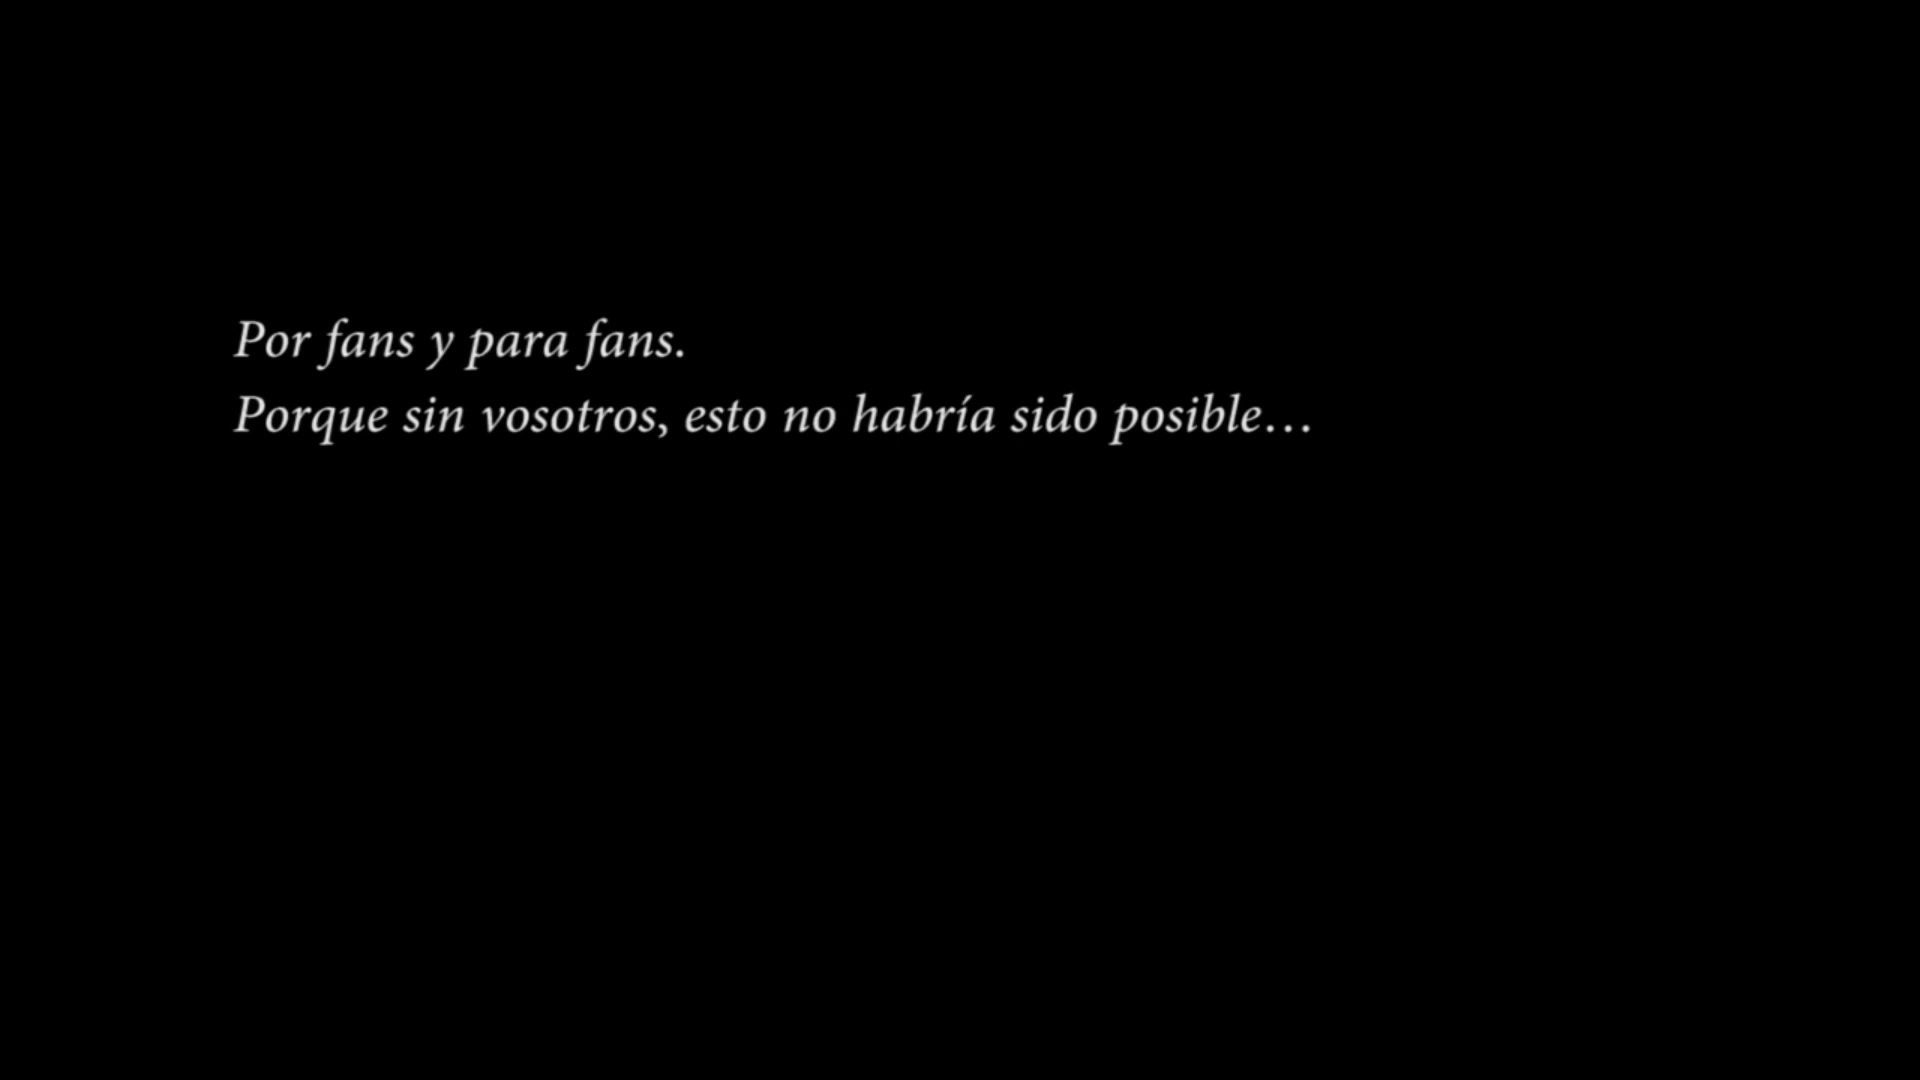 Por fans y para fans.
Porque sin vosotros, esto no habría sido posible…